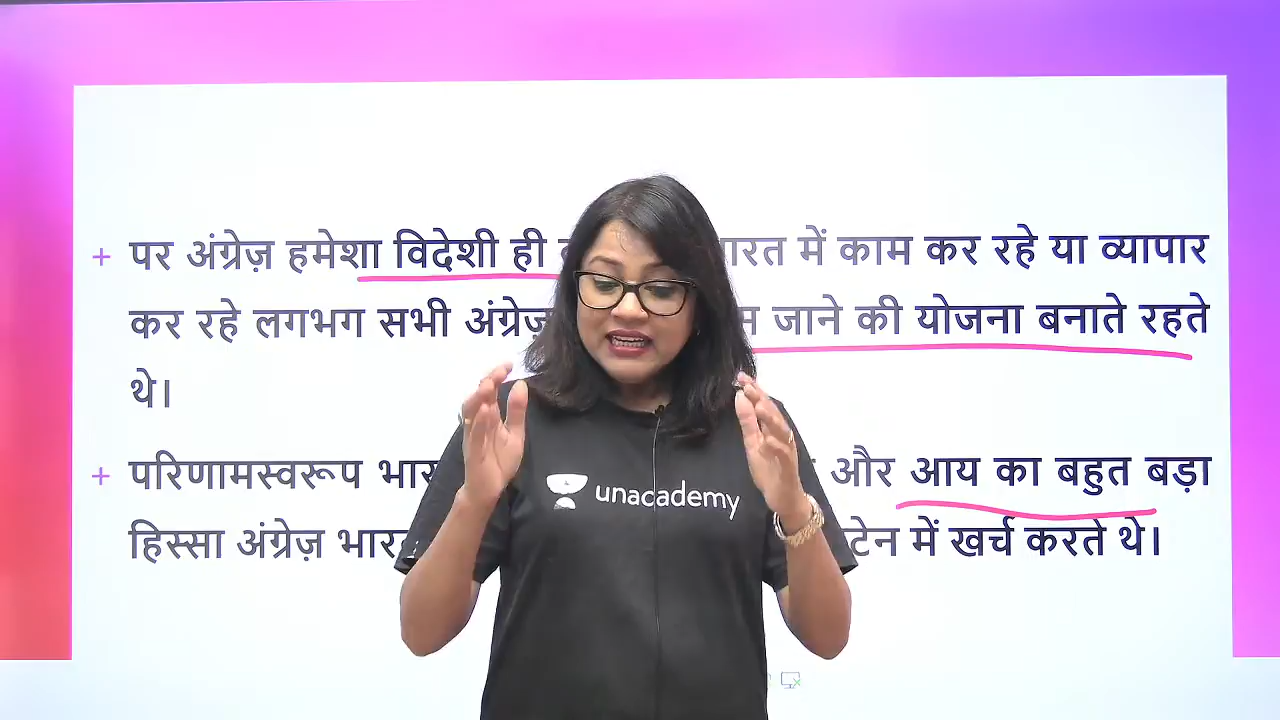 + पर अंग्रेज़ हमेशा विदेशी ही में काम कर रहे या व्यापार
कर रहे लगभग सभी जाने की योजना बनाते रहते
थे।
+ परिणामस्वरूप और आय का बहुत बड़ा
हिस्सा अंग्रेज़ में खर्च करते थे।
unacademy